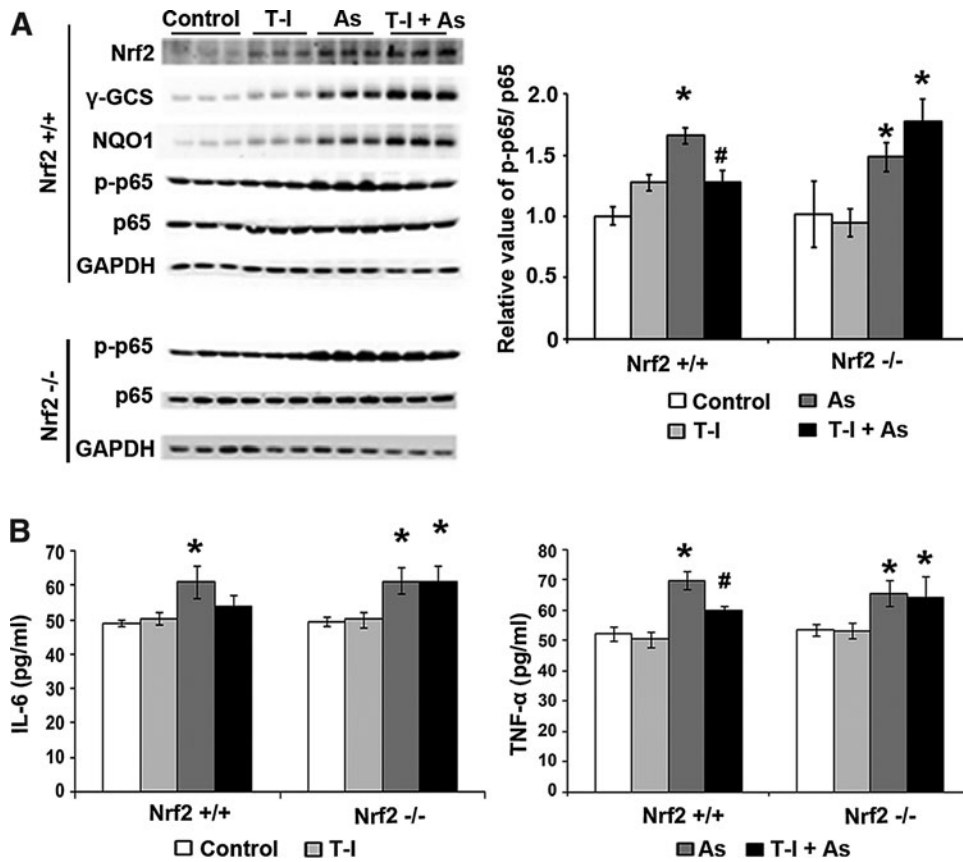 A
Control T-I As T-I + As
Nrf2 +/+
Nrf2
γ-GCS
NQO1
p-p65
p65
GAPDH
Nrf2 -/-
p-p65
p65
GAPDH
Relative value of p-p65/ p65
2.0
1.5
1.0
0.5
0
*
#
*
*
Nrf2 +/+ Nrf2 -/-
Control As
T-I T-I + As
B
IL-6 (pg/ml)
70
60
50
40
30
20
10
0
*
*
*
Nrf2 +/+ Nrf2 -/-
TNF-α (pg/ml)
80
70
60
50
40
30
20
10
0
*
#
*
*
Nrf2 +/+ Nrf2 -/-
Control T-I As T-I + As